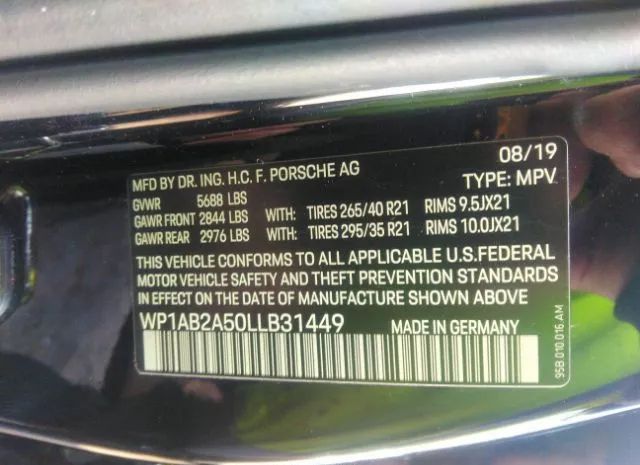 08/19
MFD BY DR. ING. H.C. F. PORSCHE AG
GVWR 5688 LBS TYPE: MPV
GAWR FRONT 2844 LBS WITH: TIRES 265/40 R21 RIMS 9.5JX21
GAWR REAR 2976 LBS WITH: TIRES 295/35 R21 RIMS 10.0JX21
THIS VEHICLE CONFORMS TO ALL APPLICABLE U.S.FEDERAL
MOTOR VEHICLE SAFETY AND THEFT PREVENTION STANDARDS
IN EFFECT ON THE DATE OF MANUFACTURE SHOWN ABOVE
WP1AB2A50LLB31449 MADE IN GERMANY
95B.010.016.AM